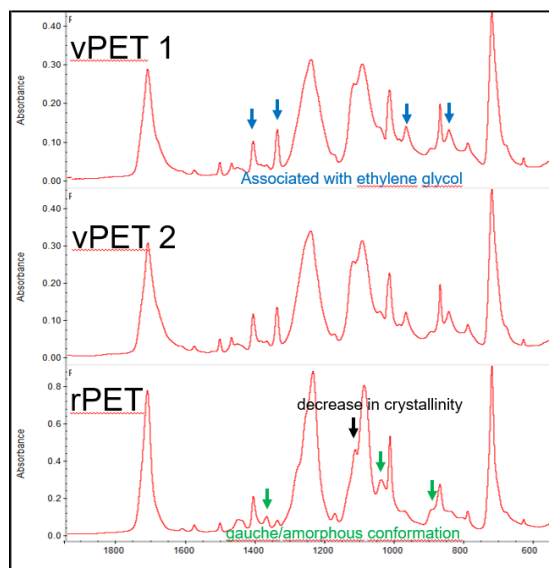 F
vPET 1
0.40
0.30
0.20
0.10
0.00
Absorbance
Associated with ethylene glycol
F
vPET 2
0.30
0.20
0.10
0.00
Absorbance
F
rPET
0.8
0.6
0.4
0.2
0.0
Absorbance
decrease in crystallinity
gauche/amorphous conformation
1800 1600 1400 1200 1000 800 600